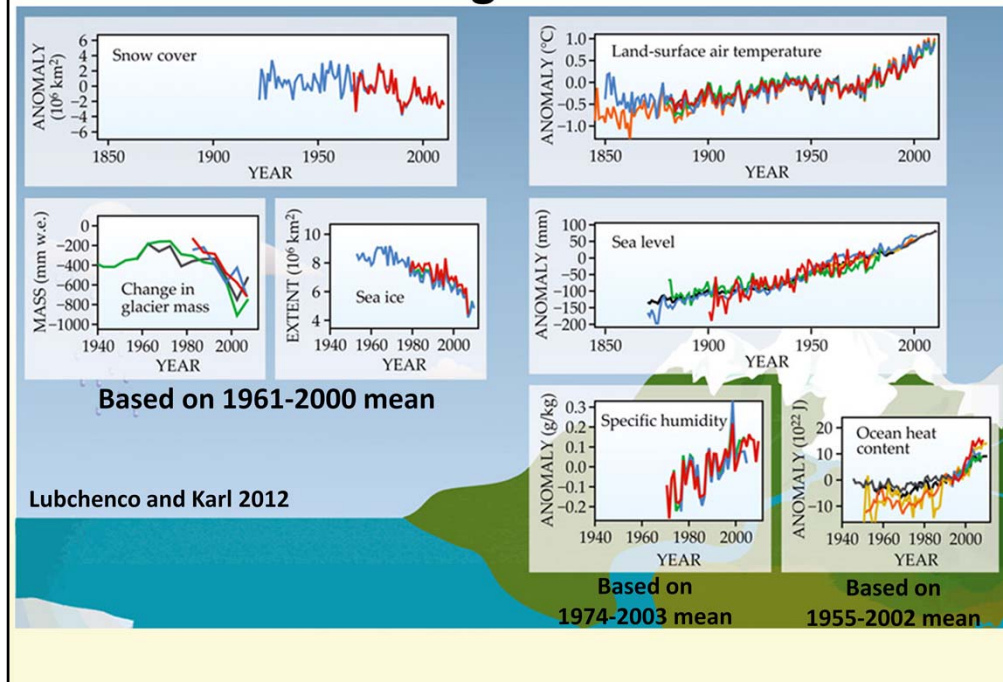 Snow cover
ANOMALY
(10⁶ km²)
6
4
2
0
−2
−4
−6
1850 1900 1950 2000
YEAR
Land-surface air temperature
ANOMALY (°C)
1.0
0.5
0.0
−0.5
−1.0
1850 1900 1950 2000
YEAR
Change in
glacier mass
MASS (mm w.e.)
0
−200
−400
−600
−800
−1000
1940 1960 1980 2000
YEAR
Sea ice
EXTENT (10⁶ km²)
10
8
6
4
1940 1960 1980 2000
YEAR
Sea level
ANOMALY (mm)
100
50
0
−50
−100
−150
−200
1850 1900 1950 2000
YEAR
Based on 1961-2000 mean
Specific humidity
ANOMALY (g/kg)
0.3
0.2
0.1
0.0
−0.1
−0.2
1940 1960 1980 2000
YEAR
Ocean heat
content
ANOMALY (10²² J)
20
10
0
−10
1940 1960 1980 2000
YEAR
Lubchenco and Karl 2012
Based on
1974-2003 mean
Based on
1955-2002 mean